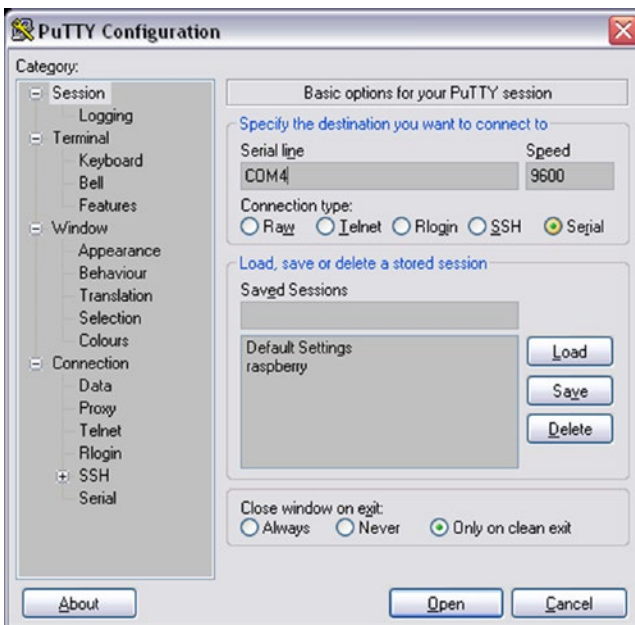 PuTTY Configuration
Category:
Session
Logging
Terminal
Keyboard
Bell
Features
Window
Appearance
Behaviour
Translation
Selection
Colours
Connection
Data
Proxy
Telnet
Rlogin
SSH
Serial
Basic options for your PuTTY session
Specify the destination you want to connect to
Serial line Speed
COM4 9600
Connection type:
Raw Telnet Rlogin SSH Serial
Load, save or delete a stored session
Saved Sessions
Default Settings
raspberry
Load
Save
Delete
Close window on exit:
Always Never Only on clean exit
About Open Cancel